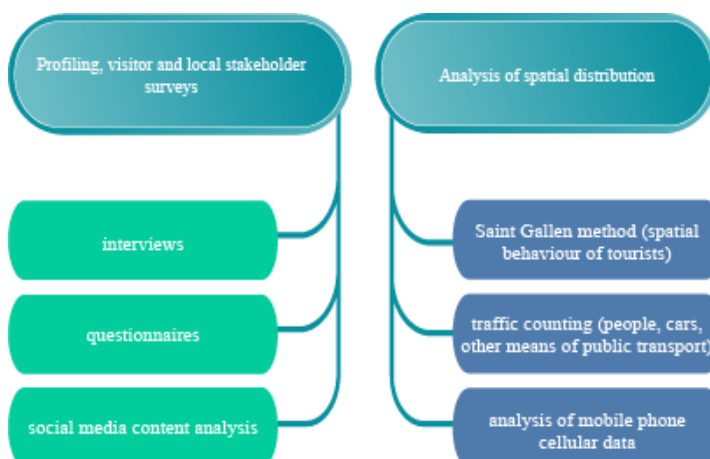 Profiling, visitor and local stakeholder
surveys
interviews
questionnaires
social media content analysis
Analysis of spatial distribution
Saint Gallen method (spatial
behaviour of tourists)
traffic counting (people, cars,
other means of public transport)
analysis of mobile phone
cellular data